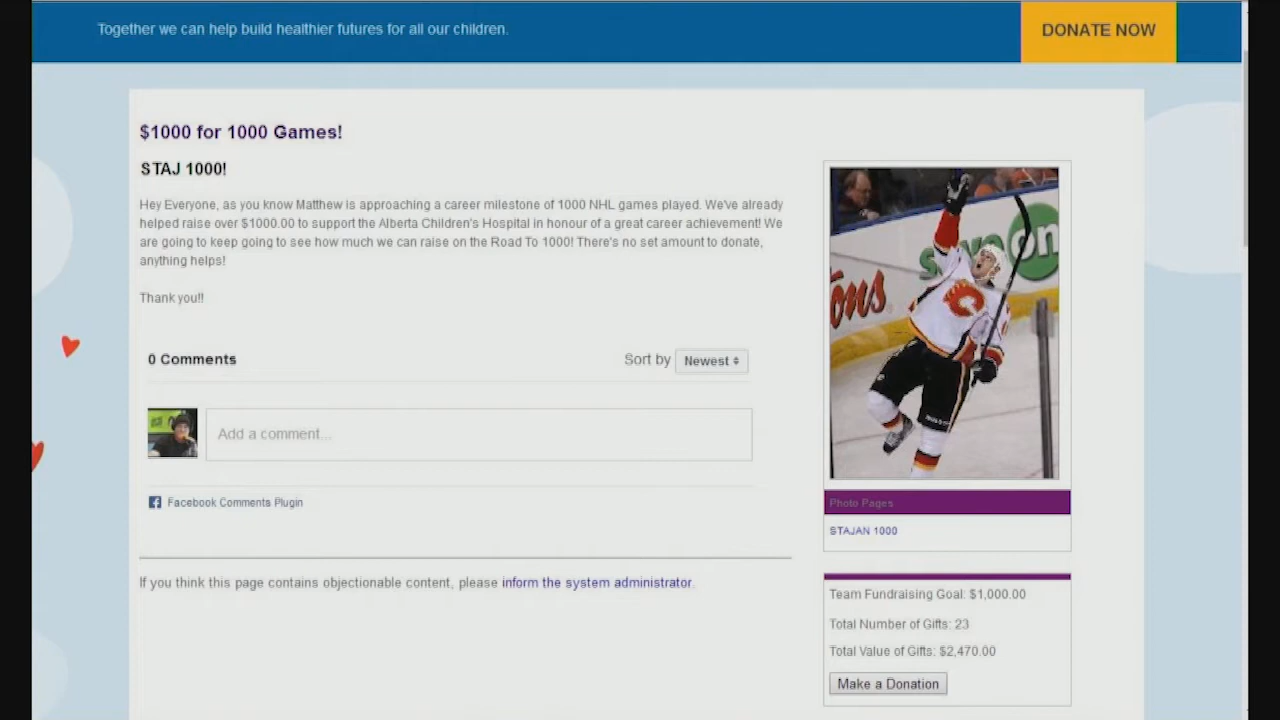 Together we can help build healthier futures for all our children.
DONATE NOW
$1000 for 1000 Games!
STAJ 1000!
Hey Everyone, as you know Matthew is approaching a career milestone of 1000 NHL games played. We've already
helped raise over $1000.00 to support the Alberta Children's Hospital in honour of a great career achievement! We
are going to keep going to see how much we can raise on the Road To 1000! There's no set amount to donate,
anything helps!
Thank you!!
0 Comments
Sort by Newest
Add a comment...
Facebook Comments Plugin
If you think this page contains objectionable content, please inform the system administrator.
Photo Pages
STAJAN 1000
Team Fundraising Goal: $1,000.00
Total Number of Gifts: 23
Total Value of Gifts: $2,470.00
Make a Donation